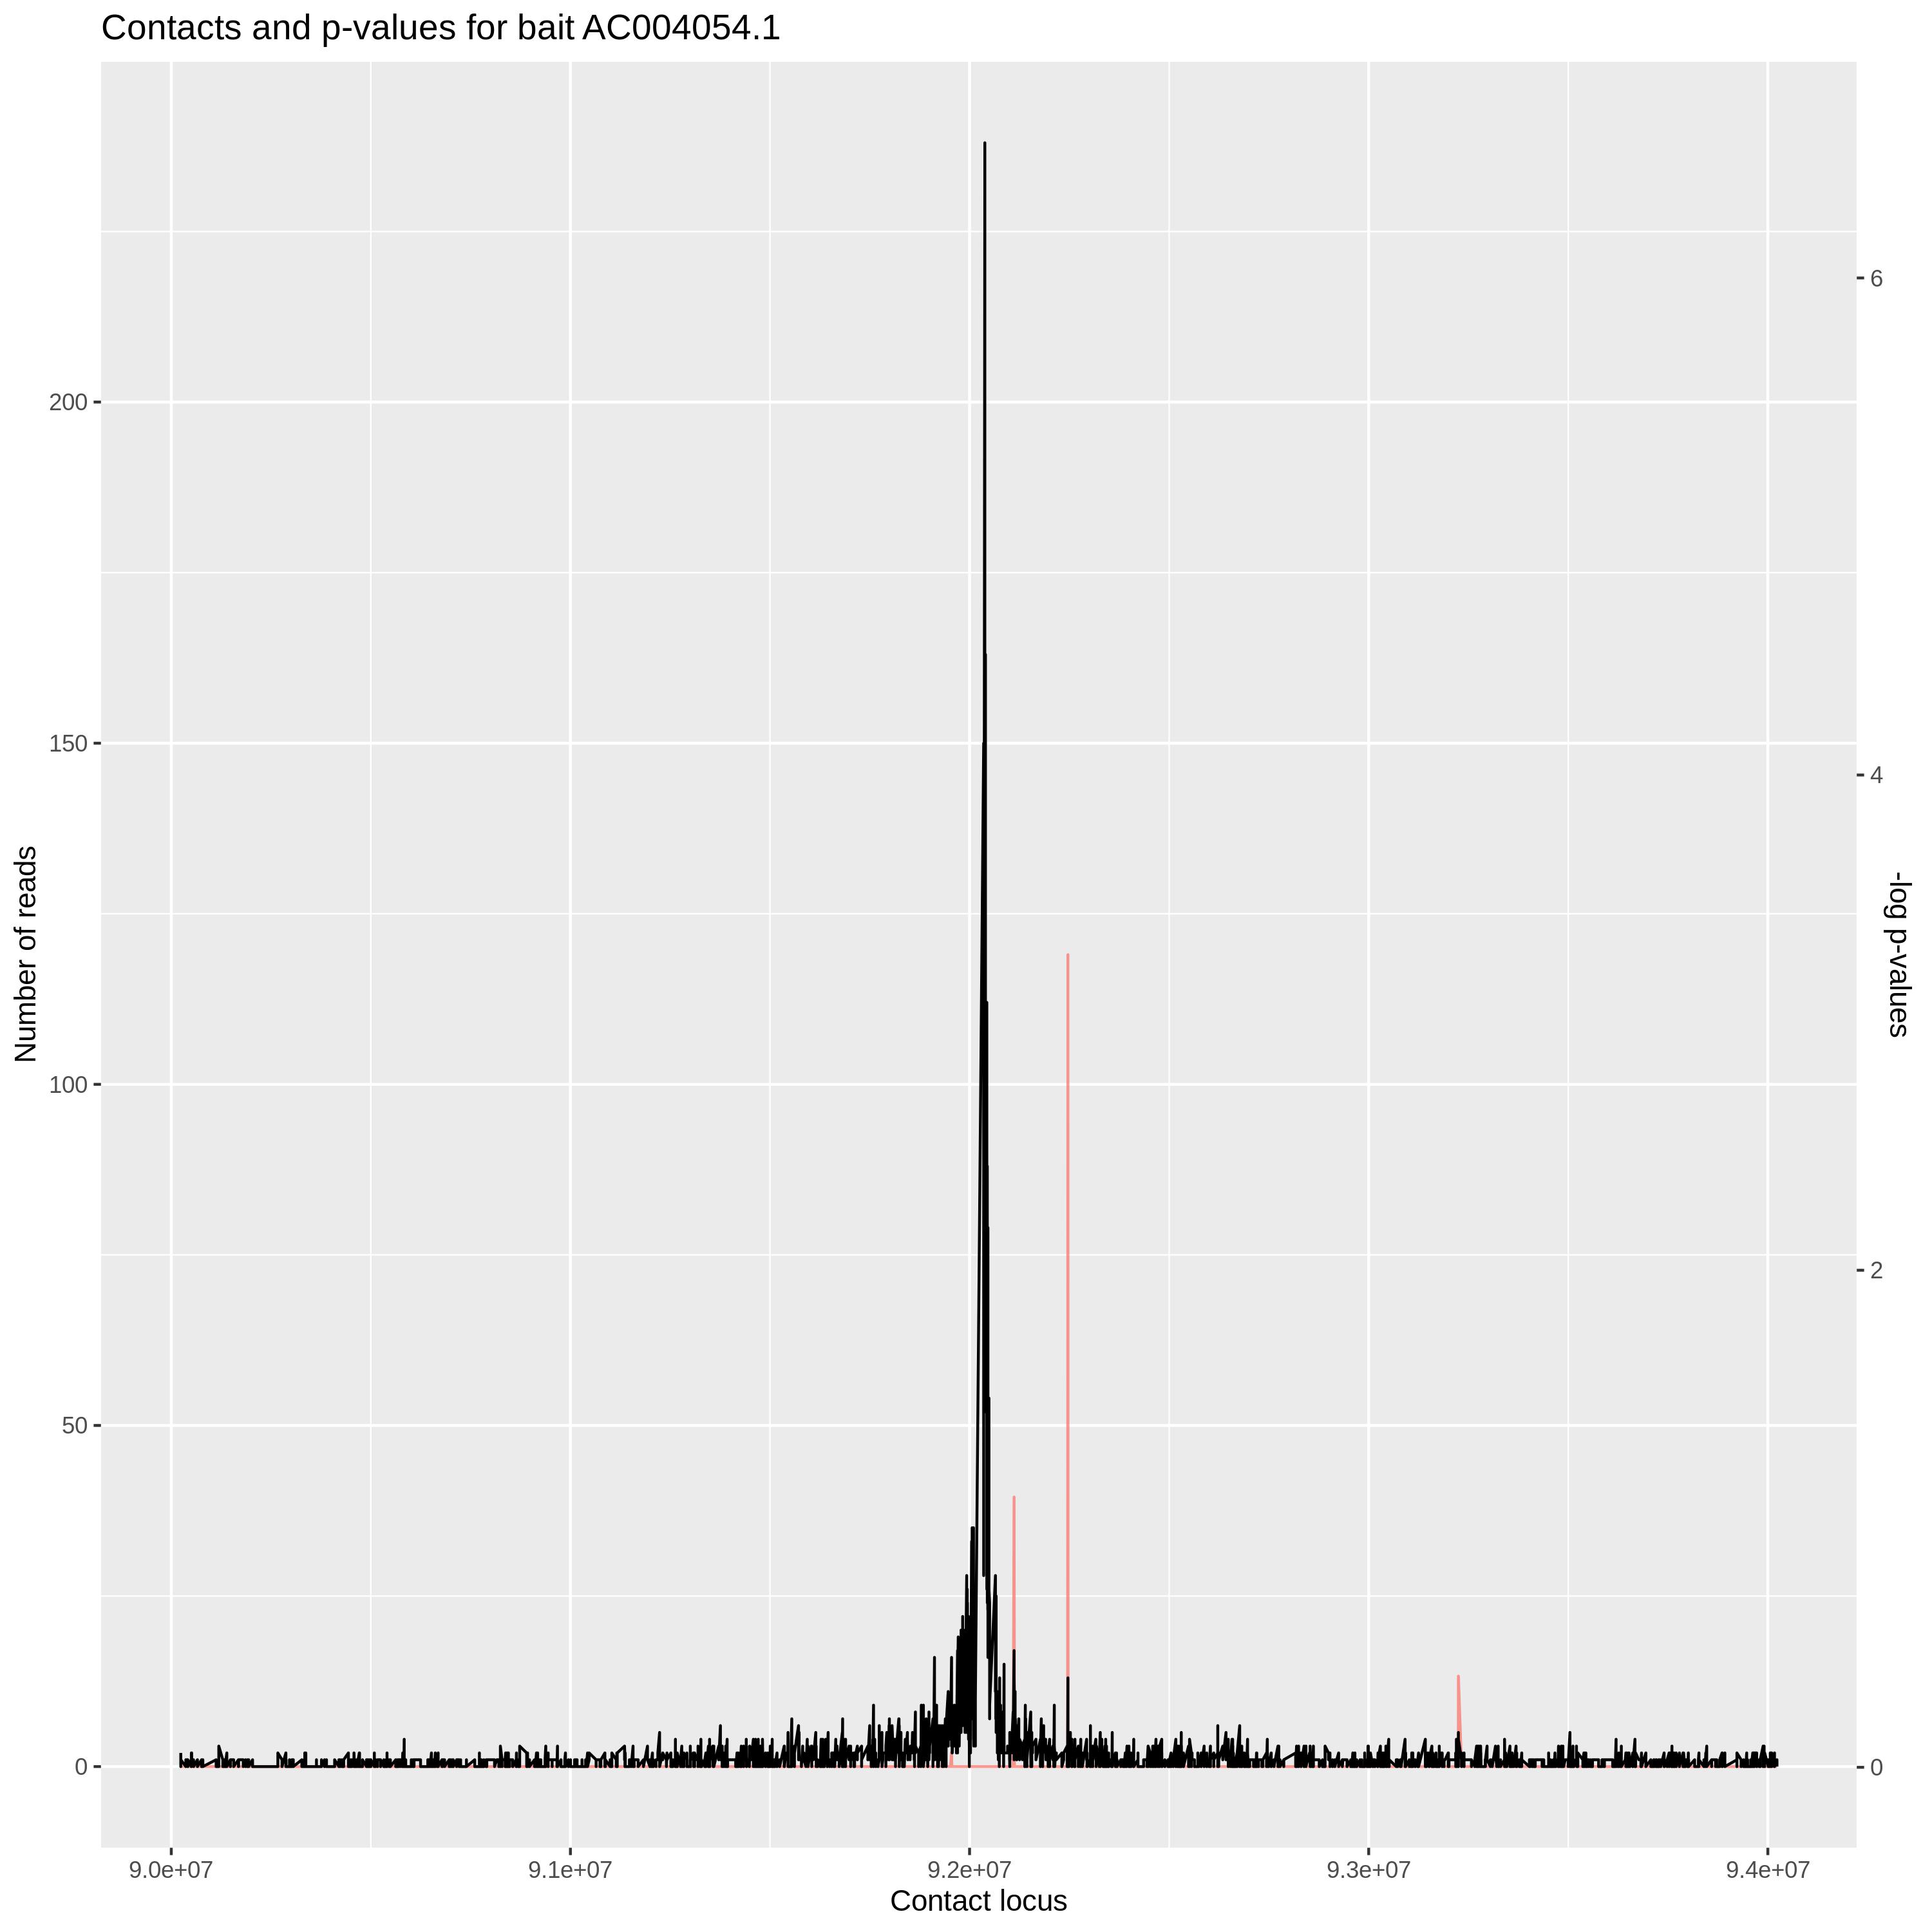 Contacts and p-values for bait AC004054.1
Number of reads
200
150
100
50
0
6
4
2
0
-log p-values
9.0e+07
9.1e+07
9.2e+07
9.3e+07
9.4e+07
Contact locus